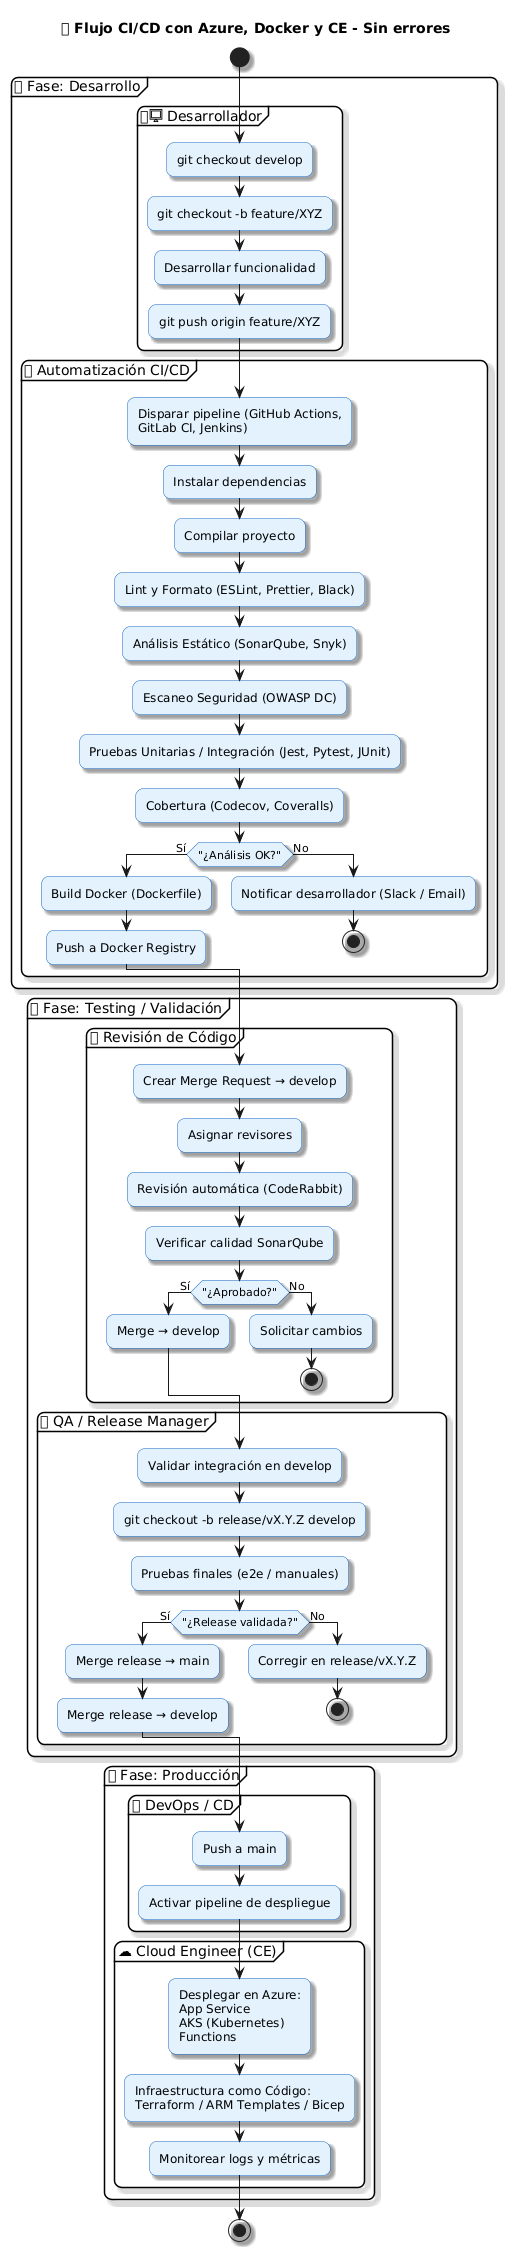 Flujo CI/CD con Azure, Docker y CE - Sin errores
Fase: Desarrollo
Desarrollador
git checkout develop
git checkout -b feature/XYZ
Desarrollar funcionalidad
git push origin feature/XYZ
Automatización CI/CD
Disparar pipeline (GitHub Actions,
GitLab CI, Jenkins)
Instalar dependencias
Compilar proyecto
Lint y Formato (ESLint, Prettier, Black)
Análisis Estático (SonarQube, Snyk)
Escaneo Seguridad (OWASP DC)
Pruebas Unitarias / Integración (Jest, Pytest, JUnit)
Cobertura (Codecov, Coveralls)
Sí
"¿Análisis OK?"
No
Build Docker (Dockerfile)
Notificar desarrollador (Slack / Email)
Push a Docker Registry
Fase: Testing / Validación
Revisión de Código
Crear Merge Request → develop
Asignar revisores
Revisión automática (CodeRabbit)
Verificar calidad SonarQube
Sí
"¿Aprobado?"
No
Merge → develop
Solicitar cambios
QA / Release Manager
Validar integración en develop
git checkout -b release/vX.Y.Z develop
Pruebas finales (e2e / manuales)
Sí
"¿Release validada?"
No
Merge release → main
Corregir en release/vX.Y.Z
Merge release → develop
Fase: Producción
DevOps / CD
Push a main
Activar pipeline de despliegue
☁ Cloud Engineer (CE)
Desplegar en Azure:
App Service
AKS (Kubernetes)
Functions
Infraestructura como Código:
Terraform / ARM Templates / Bicep
Monitorear logs y métricas